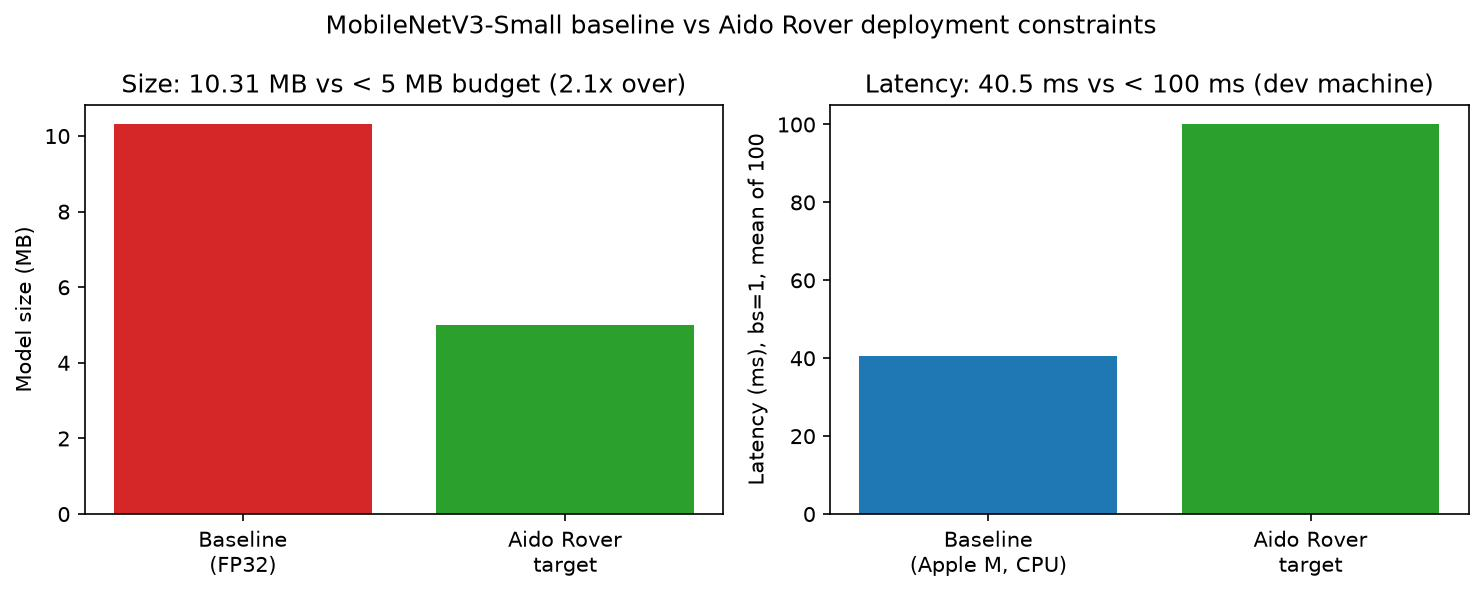 MobileNetV3-Small baseline vs Aido Rover deployment constraints
Size: 10.31 MB vs < 5 MB budget (2.1x over)
Model size (MB)
10
8
6
4
2
0
Baseline
(FP32)
Aido Rover
target
Latency: 40.5 ms vs < 100 ms (dev machine)
Latency (ms), bs=1, mean of 100
100
80
60
40
20
0
Baseline
(Apple M, CPU)
Aido Rover
target